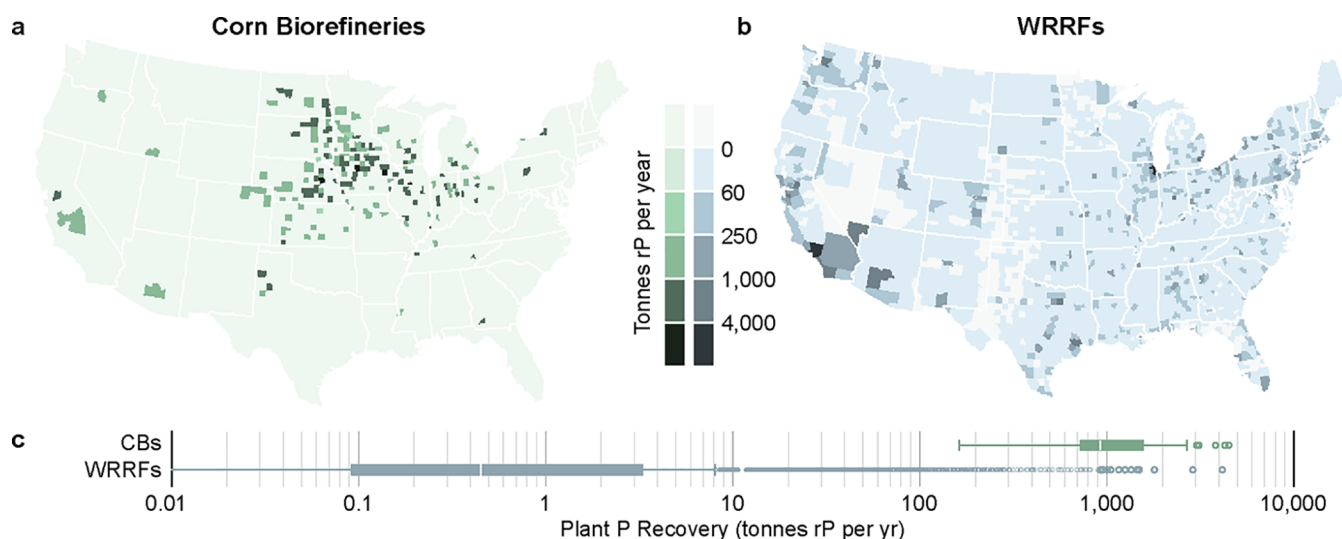 a
Corn Biorefineries
b
WRRFs
Tonnes rP per year
0
60
250
1,000
4,000
c
CBs
WRRFs
0.01
0.1
1
10
100
1,000
10,000
Plant P Recovery (tonnes rP per yr)